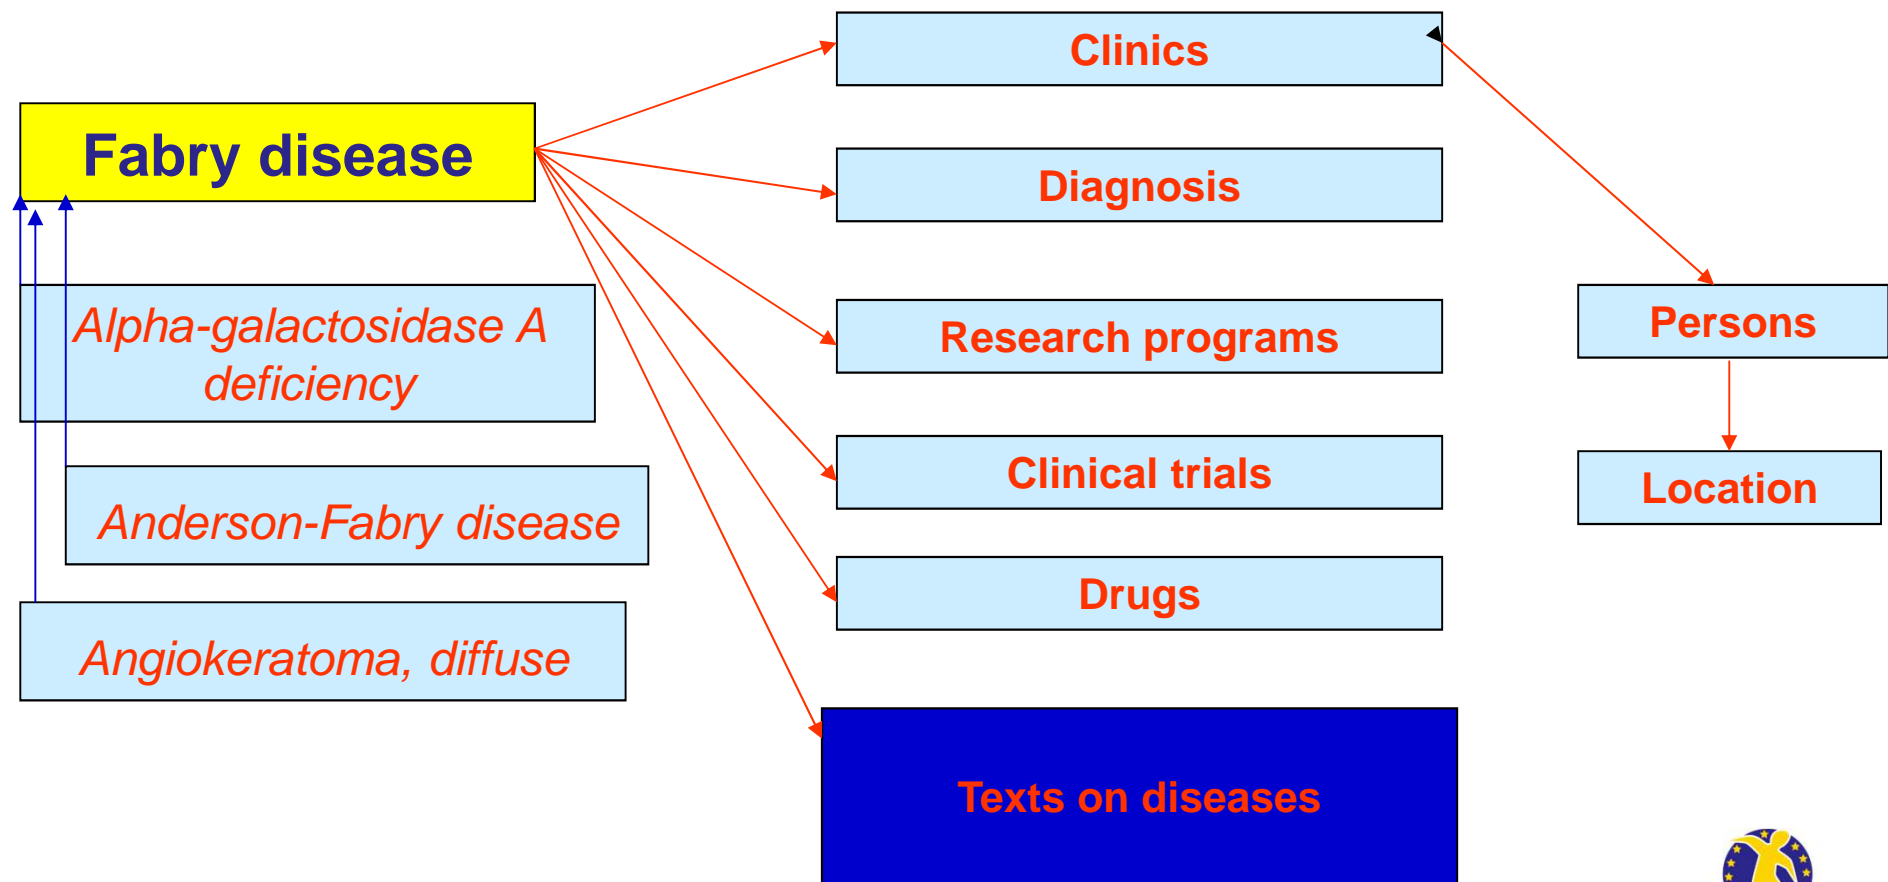 Fabry disease
Alpha-galactosidase A
deficiency
Anderson-Fabry disease
Angiokeratoma, diffuse
Clinics
Diagnosis
Research programs
Clinical trials
Drugs
Texts on diseases
Persons
Location